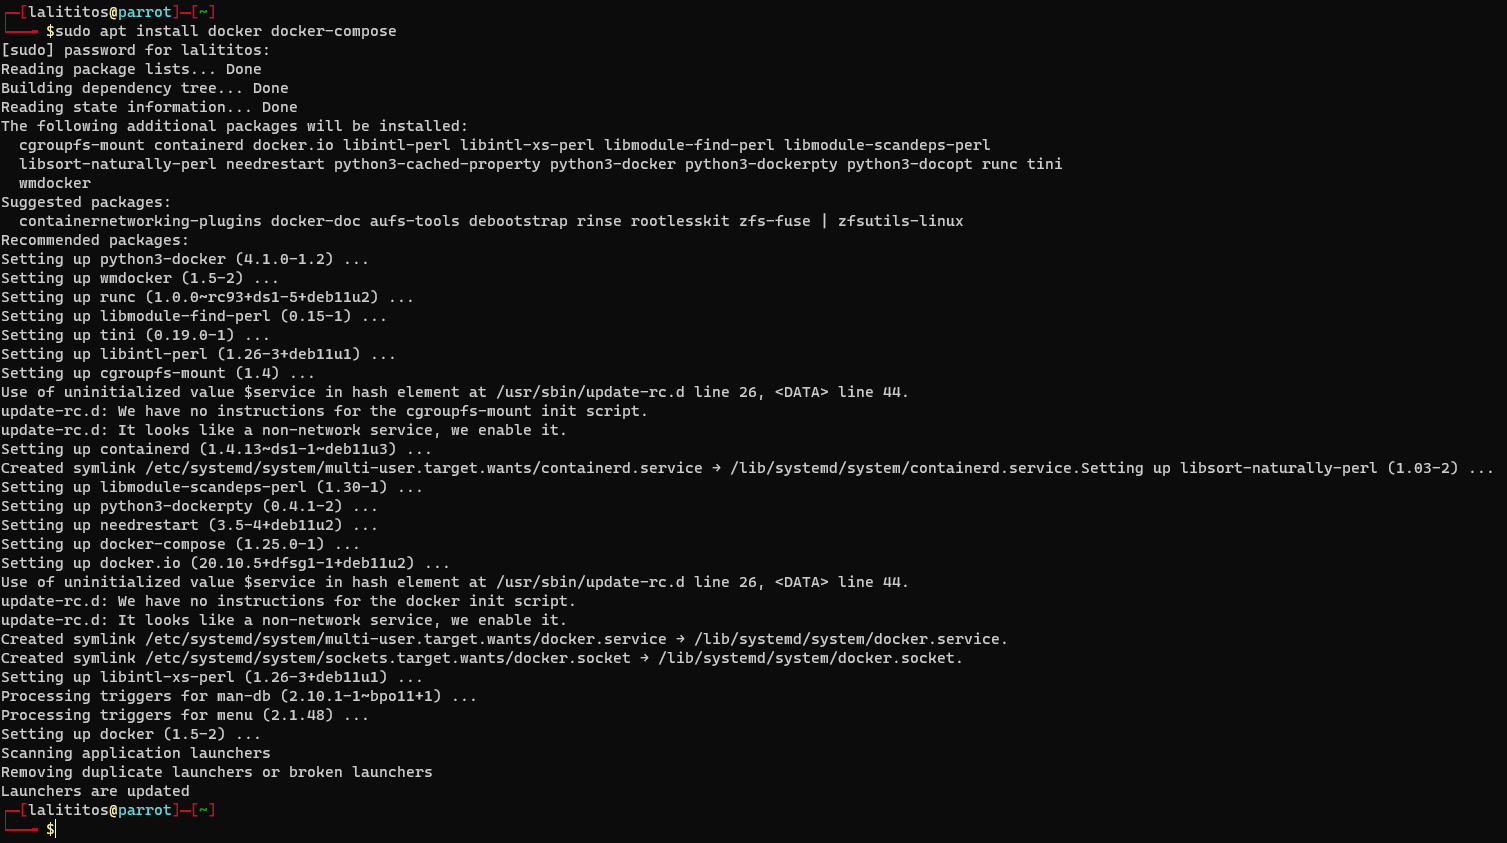 ┌─[lalititos@parrot]─[~]
└──╼ $sudo apt install docker docker-compose
[sudo] password for lalititos:
Reading package lists... Done
Building dependency tree... Done
Reading state information... Done
The following additional packages will be installed:
  cgroupfs-mount containerd docker.io libintl-perl libintl-xs-perl libmodule-find-perl libmodule-scandeps-perl
  libsort-naturally-perl needrestart python3-cached-property python3-docker python3-dockerpty python3-docopt runc tini
  wmdocker
Suggested packages:
  containernetworking-plugins docker-doc aufs-tools debootstrap rinse rootlesskit zfs-fuse | zfsutils-linux
Recommended packages:
Setting up python3-docker (4.1.0-1.2) ...
Setting up wmdocker (1.5-2) ...
Setting up runc (1.0.0~rc93+ds1-5+deb11u2) ...
Setting up libmodule-find-perl (0.15-1) ...
Setting up tini (0.19.0-1) ...
Setting up libintl-perl (1.26-3+deb11u1) ...
Setting up cgroupfs-mount (1.4) ...
Use of uninitialized value $service in hash element at /usr/sbin/update-rc.d line 26, <DATA> line 44.
update-rc.d: We have no instructions for the cgroupfs-mount init script.
update-rc.d: It looks like a non-network service, we enable it.
Setting up containerd (1.4.13~ds1-1~deb11u3) ...
Created symlink /etc/systemd/system/multi-user.target.wants/containerd.service → /lib/systemd/system/containerd.service.Setting up libsort-naturally-perl (1.03-2) ...
Setting up libmodule-scandeps-perl (1.30-1) ...
Setting up python3-dockerpty (0.4.1-2) ...
Setting up needrestart (3.5-4+deb11u2) ...
Setting up docker-compose (1.25.0-1) ...
Setting up docker.io (20.10.5+dfsg1-1+deb11u2) ...
Use of uninitialized value $service in hash element at /usr/sbin/update-rc.d line 26, <DATA> line 44.
update-rc.d: We have no instructions for the docker init script.
update-rc.d: It looks like a non-network service, we enable it.
Created symlink /etc/systemd/system/multi-user.target.wants/docker.service → /lib/systemd/system/docker.service.
Created symlink /etc/systemd/system/sockets.target.wants/docker.socket → /lib/systemd/system/docker.socket.
Setting up libintl-xs-perl (1.26-3+deb11u1) ...
Processing triggers for man-db (2.10.1-1~bpo11+1) ...
Processing triggers for menu (2.1.48) ...
Setting up docker (1.5-2) ...
Scanning application launchers
Removing duplicate launchers or broken launchers
Launchers are updated
┌─[lalititos@parrot]─[~]
└──╼ $